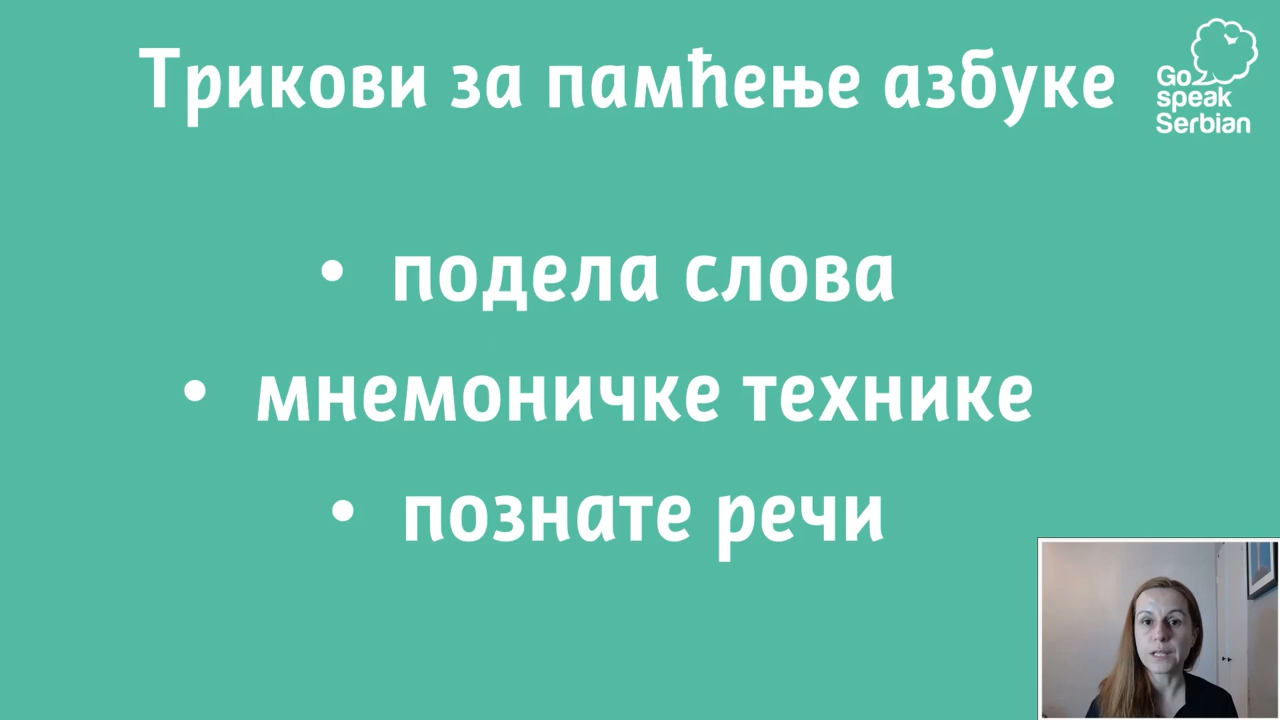 Трикови за памћење азбуке
Go
speak
Serbian
• подела слова
• мнемоничке технике
• познате речи